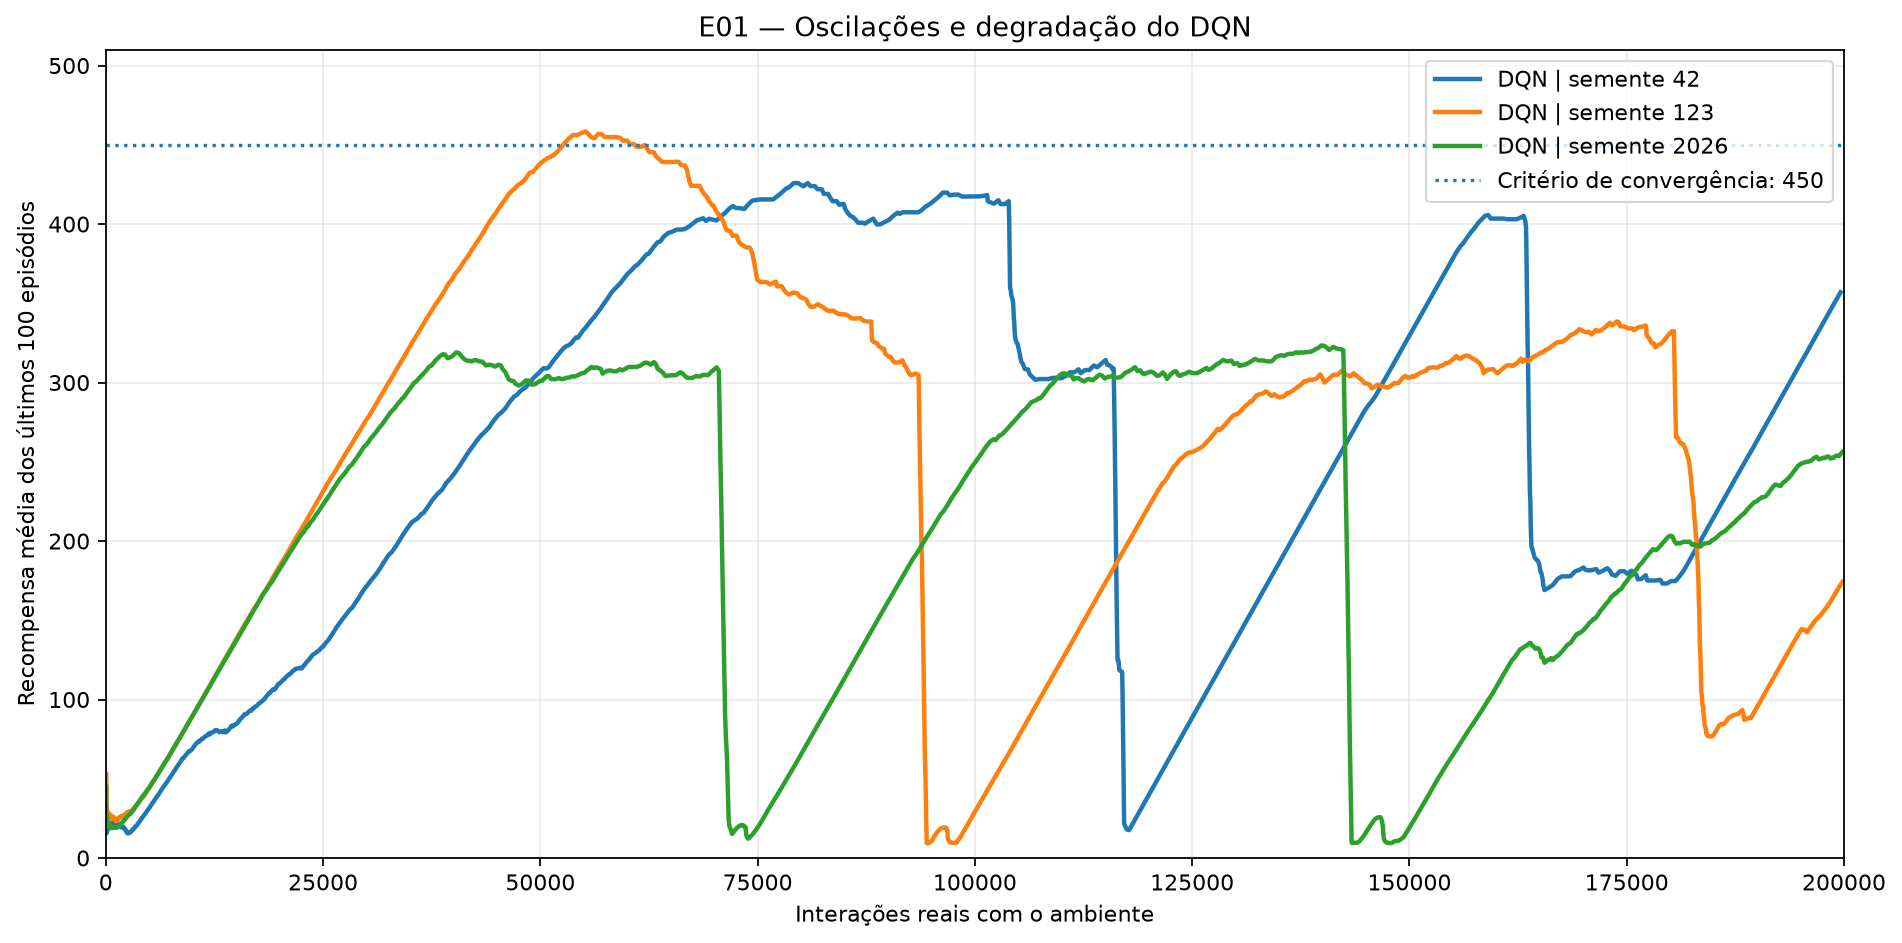 E01 — Oscilações e degradação do DQN
Recompensa média dos últimos 100 episódios
500
400
300
200
100
0
DQN | semente 42
DQN | semente 123
DQN | semente 2026
Critério de convergência: 450
0 25000 50000 75000 100000 125000 150000 175000 200000
Interações reais com o ambiente